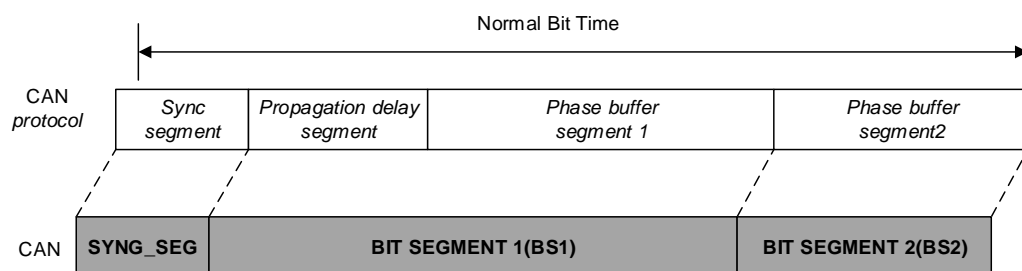 Normal Bit Time
CAN
protocol
Sync
segment
Propagation delay
segment
Phase buffer
segment 1
Phase buffer
segment2
CAN
SYNG_SEG
BIT SEGMENT 1(BS1)
BIT SEGMENT 2(BS2)